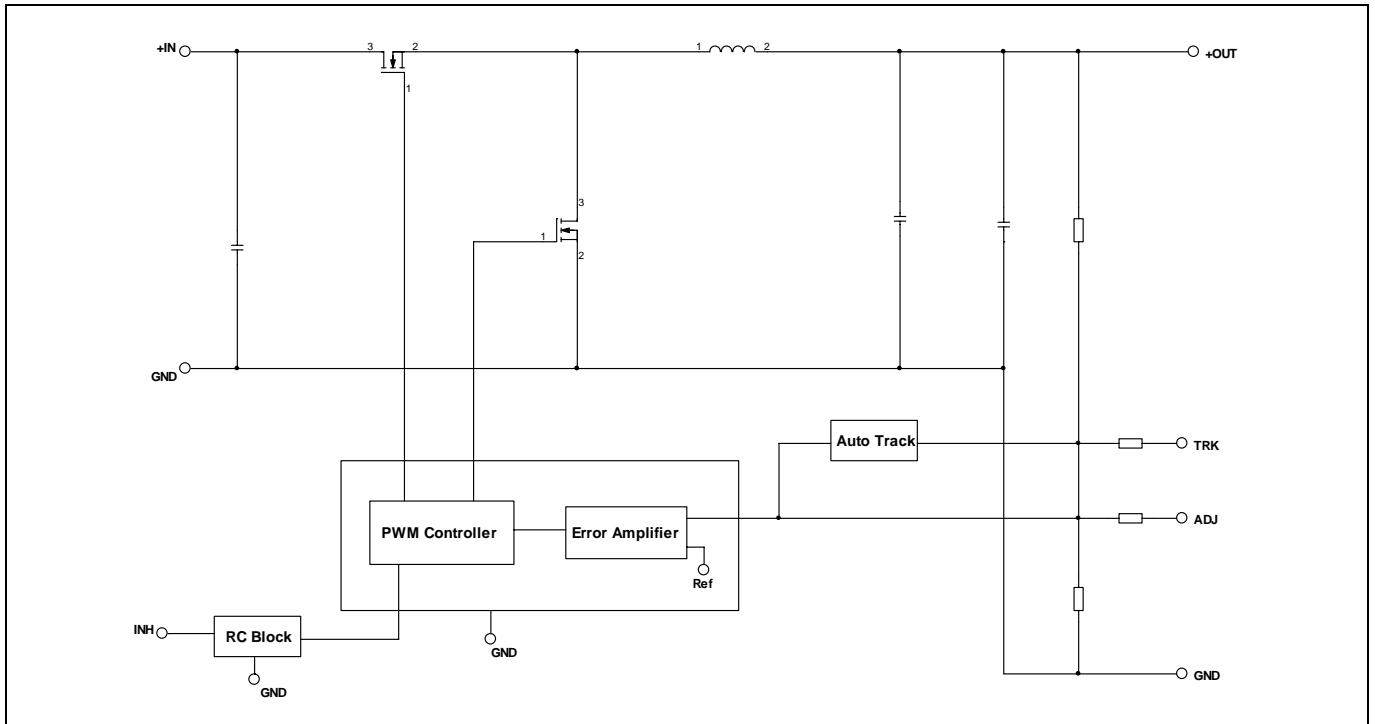 +IN
3
2
1
1
2
+OUT
3
1
2
GND
Auto Track
TRK
PWM Controller
Error Amplifier
ADJ
Ref
INH
RC Block
GND
GND
GND